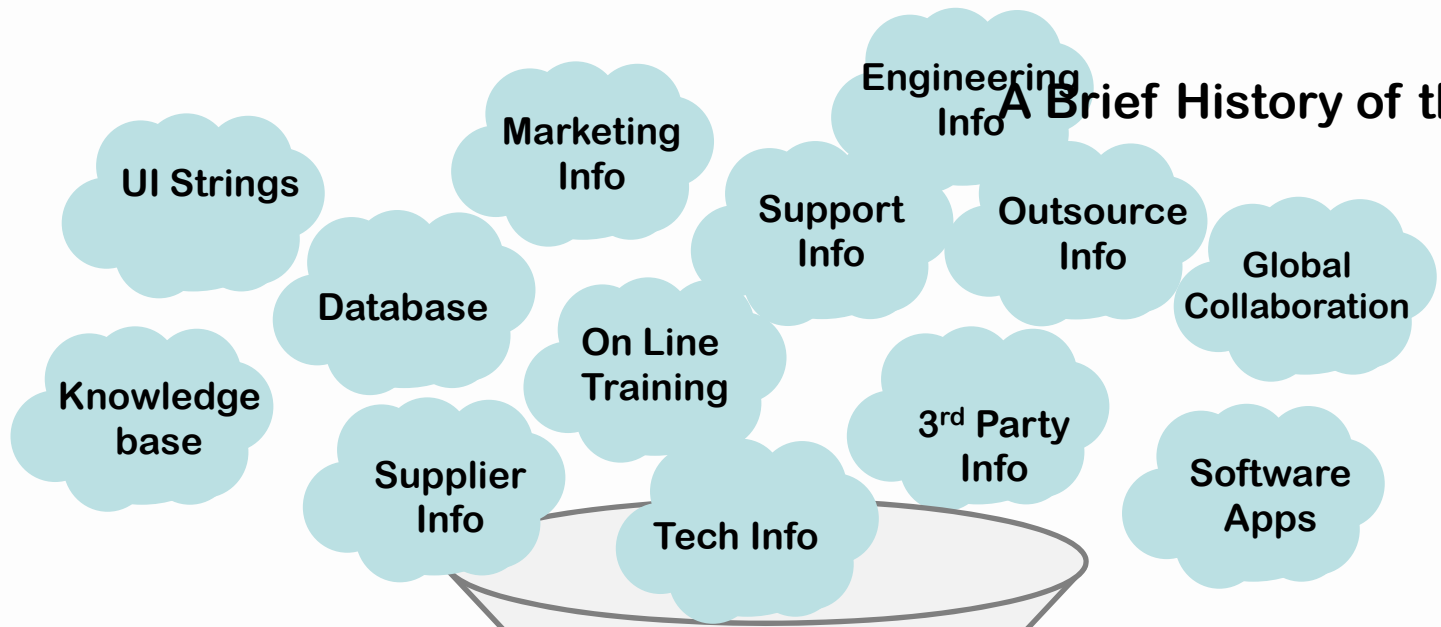 Engineering
Info
A Brief History of th
Marketing
Info
UI Strings
Support
Info
Outsource
Info
Global
Collaboration
Database
On Line
Training
Knowledge
base
3rd Party
Info
Supplier
Info
Software
Apps
Tech Info